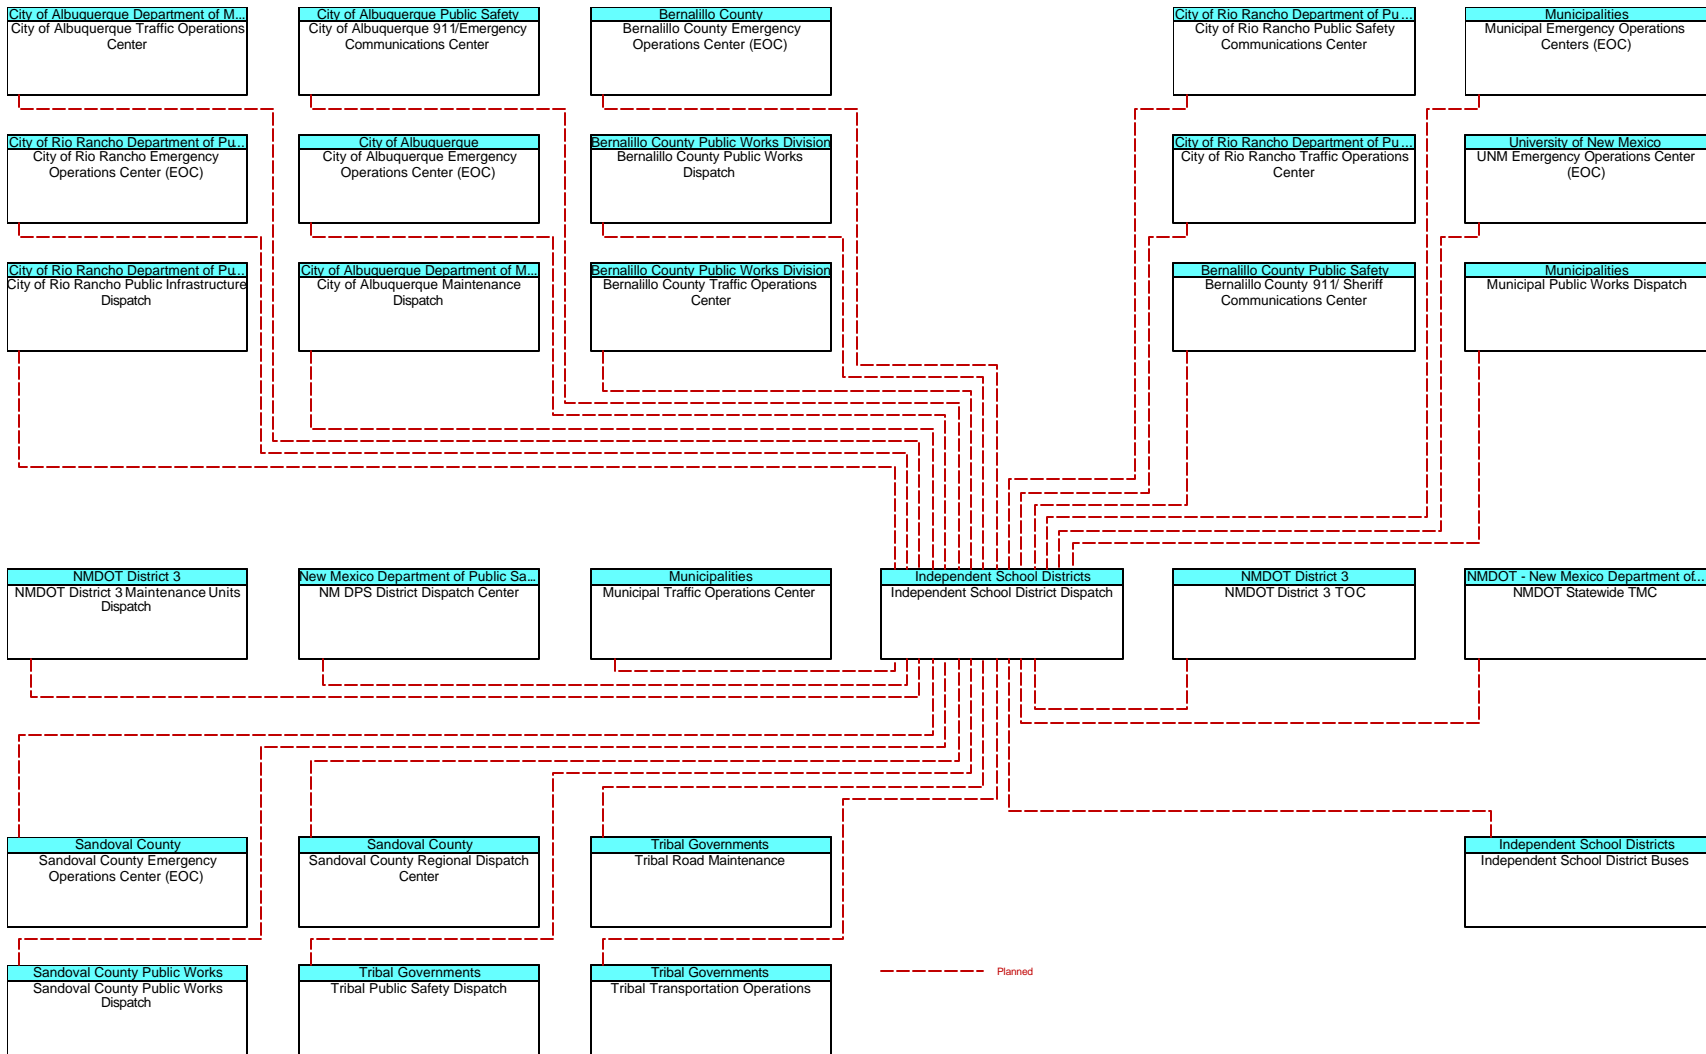 City of Albuquerque Department of M...
City of Albuquerque Traffic Operations
Center
City of Albuquerque Public Safety
City of Albuquerque 911/Emergency
Communications Center
Bernalillo County
Bernalillo County Emergency
Operations Center (EOC)
City of Rio Rancho Department of Pu ...
City of Rio Rancho Public Safety
Communications Center
Municipalities
Municipal Emergency Operations
Centers (EOC)
City of Rio Rancho Department of Pu...
City of Rio Rancho Emergency
Operations Center (EOC)
City of Albuquerque
City of Albuquerque Emergency
Operations Center (EOC)
Bernalillo County Public Works Division
Bernalillo County Public Works
Dispatch
City of Rio Rancho Department of Pu ...
City of Rio Rancho Traffic Operations
Center
University of New Mexico
UNM Emergency Operations Center
(EOC)
City of Rio Rancho Department of Pu...
City of Rio Rancho Public Infrastructure
Dispatch
City of Albuquerque Department of M...
City of Albuquerque Maintenance
Dispatch
Bernalillo County Public Works Division
Bernalillo County Traffic Operations
Center
Bernalillo County Public Safety
Bernalillo County 911/ Sheriff
Communications Center
Municipalities
Municipal Public Works Dispatch
NMDOT District 3
NMDOT District 3 Maintenance Units
Dispatch
New Mexico Department of Public Sa...
NM DPS District Dispatch Center
Municipalities
Municipal Traffic Operations Center
Independent School Districts
Independent School District Dispatch
NMDOT District 3
NMDOT District 3 TOC
NMDOT - New Mexico Department of...
NMDOT Statewide TMC
Sandoval County
Sandoval County Emergency
Operations Center (EOC)
Sandoval County
Sandoval County Regional Dispatch
Center
Tribal Governments
Tribal Road Maintenance
Independent School Districts
Independent School District Buses
Sandoval County Public Works
Sandoval County Public Works
Dispatch
Tribal Governments
Tribal Public Safety Dispatch
Tribal Governments
Tribal Transportation Operations
Planned